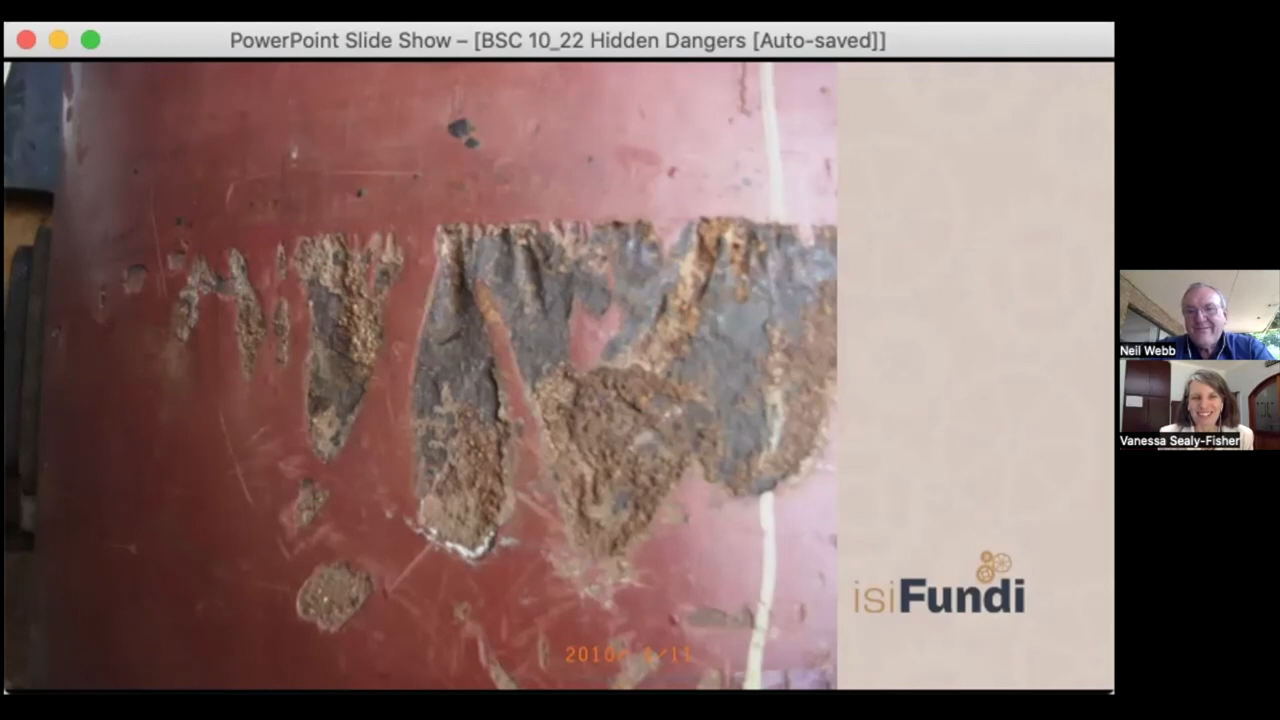 PowerPoint Slide Show – [BSC 10_22 Hidden Dangers [Auto-saved]]
Neil Webb
Vanessa Sealy-Fisher
isiFundi